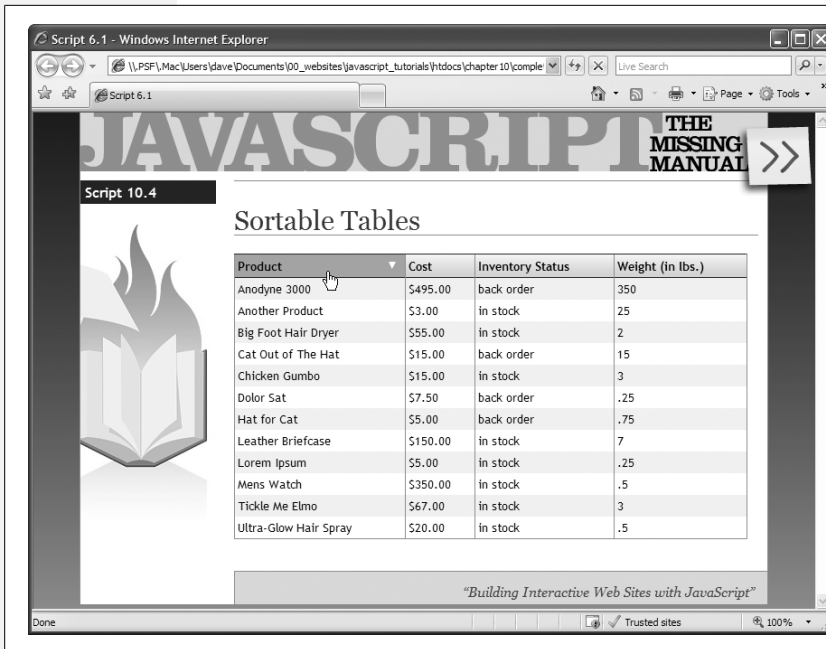 Script 6.1 - Windows Internet Explorer
\\.PSF\.Mac\Users\dave\Documents\00_websites\javascript_tutorials\htdocs\chapter10\comple
Live Search
Script 6.1
Page
Tools
JAVASCRIPT
THE
MISSING
MANUAL
Script 10.4
Sortable Tables
Product Cost Inventory Status Weight (in lbs.)
Anodyne 3000 $495.00 back order 350
Another Product $3.00 in stock 25
Big Foot Hair Dryer $55.00 in stock 2
Cat Out of The Hat $15.00 back order 15
Chicken Gumbo $15.00 in stock 3
Dolor Sat $7.50 back order .25
Hat for Cat $5.00 back order .75
Leather Briefcase $150.00 in stock 7
Lorem Ipsum $5.00 in stock .25
Mens Watch $350.00 in stock .5
Tickle Me Elmo $67.00 in stock 3
Ultra-Glow Hair Spray $20.00 in stock .5
“Building Interactive Web Sites with JavaScript”
Done
Trusted sites
100%